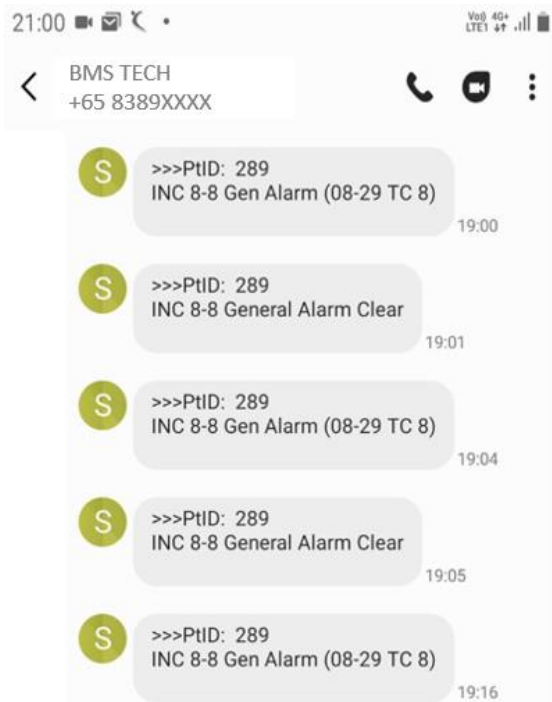 21:00
Vo) 4G+
LTE1
BMS TECH
+65 8389XXXX
S
>>>PtID: 289
INC 8-8 Gen Alarm (08-29 TC 8)
19:00
S
>>>PtID: 289
INC 8-8 General Alarm Clear
19:01
S
>>>PtID: 289
INC 8-8 Gen Alarm (08-29 TC 8)
19:04
S
>>>PtID: 289
INC 8-8 General Alarm Clear
19:05
S
>>>PtID: 289
INC 8-8 Gen Alarm (08-29 TC 8)
19:16